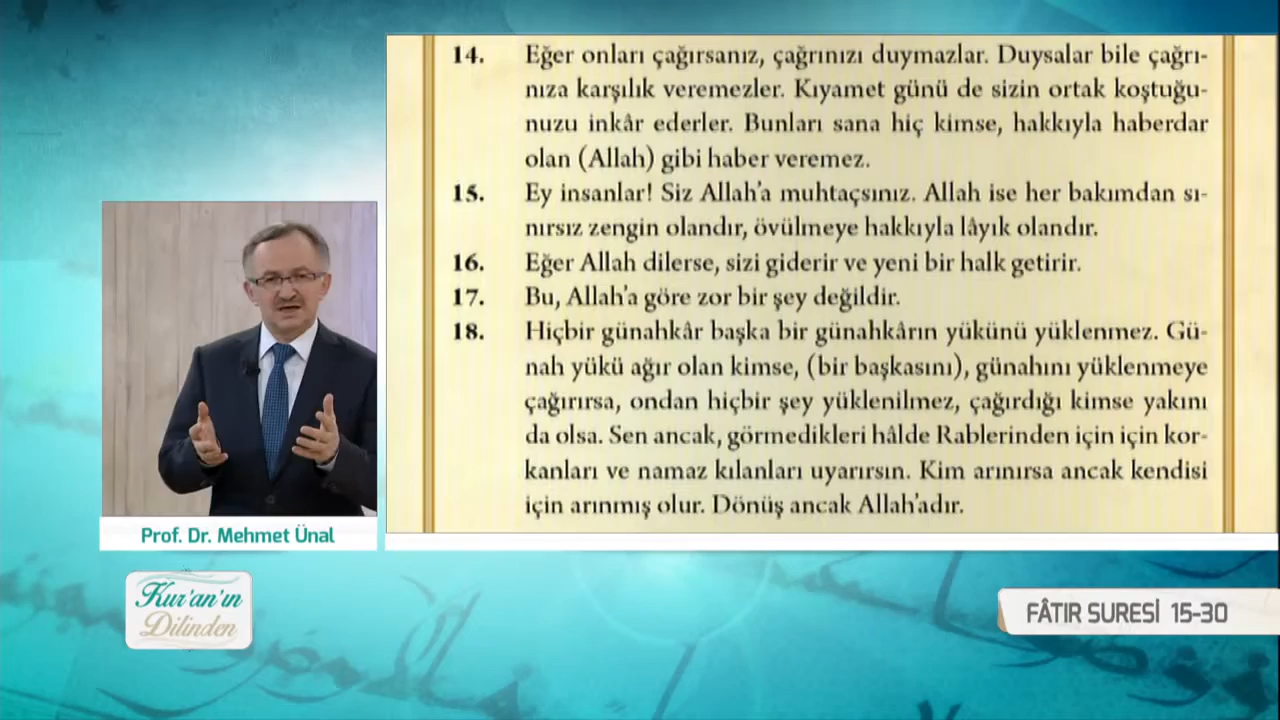 14. Eğer onları çağırsanız, çağrınızı duymazlar. Duysalar bile çağrı-
nıza karşılık veremezler. Kıyamet günü de sizin ortak koştuğu-
nuzu inkâr ederler. Bunları sana hiç kimse, hakkıyla haberdar
olan (Allah) gibi haber veremez.
15. Ey insanlar! Siz Allah'a muhtaçsınız. Allah ise her bakımdan sı-
nırsız zengin olandır, övülmeye hakkıyla lâyık olandır.
16. Eğer Allah dilerse, sizi giderir ve yeni bir halk getirir.
17. Bu, Allah'a göre zor bir şey değildir.
18. Hiçbir günahkâr başka bir günahkârın yükünü yüklenmez. Gü-
nah yükü ağır olan kimse, (bir başkasını), günahını yüklenmeye
çağırırsa, ondan hiçbir şey yüklenilmez, çağırdığı kimse yakını
da olsa. Sen ancak, görmedikleri hâlde Rablerinden için için kor-
kanları ve namaz kılanları uyarırsın. Kim arınırsa ancak kendisi
için arınmış olur. Dönüş ancak Allah'adır.
Prof. Dr. Mehmet Ünal
Kur'an'ın
Dilinden
FÂTIR SURESİ 15-30